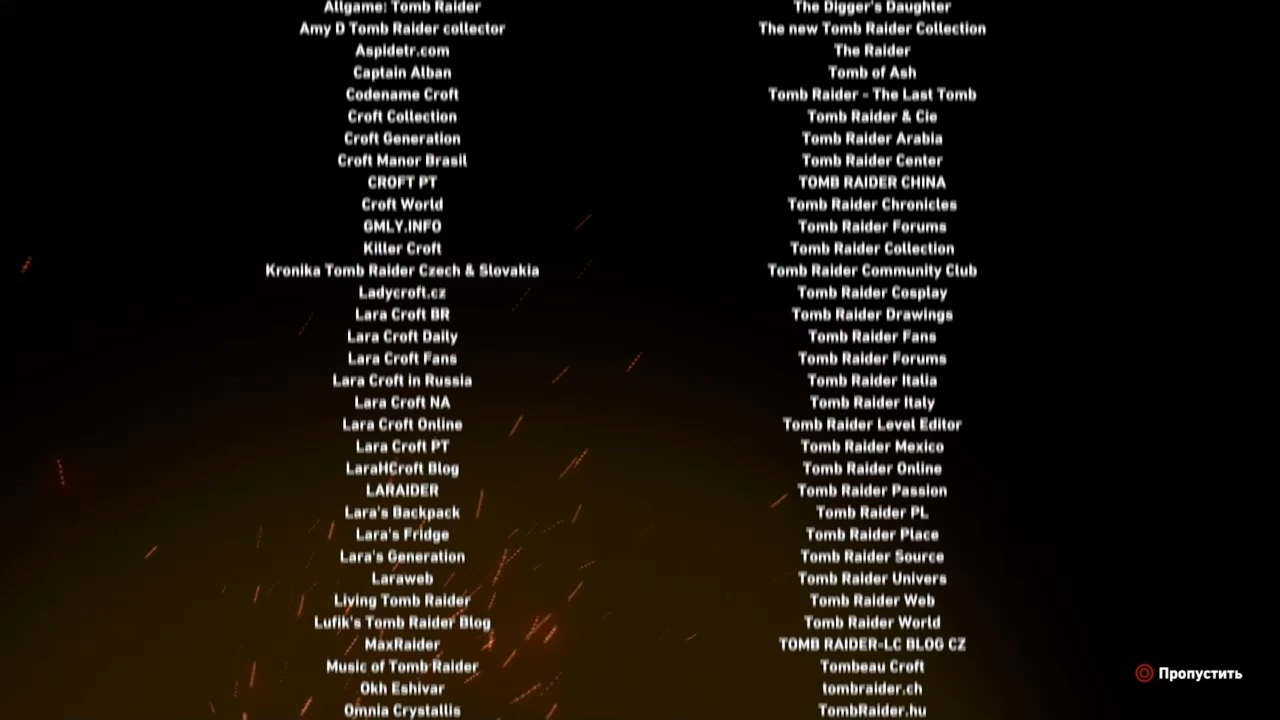 Allgame: Tomb Raider
Amy D Tomb Raider collector
Aspidetr.com
Captain Alban
Codename Croft
Croft Collection
Croft Generation
Croft Manor Brasil
CROFT PT
Croft World
GMLY.INFO
Killer Croft
Kronika Tomb Raider Czech & Slovakia
Ladycroft.cz
Lara Croft BR
Lara Croft Daily
Lara Croft Fans
Lara Croft in Russia
Lara Croft NA
Lara Croft Online
Lara Croft PT
LaraHCroft Blog
LARAIDER
Lara's Backpack
Lara's Fridge
Lara's Generation
Laraweb
Living Tomb Raider
Lufik's Tomb Raider Blog
MaxRaider
Music of Tomb Raider
Okh Eshivar
Omnia Crystallis
The Digger's Daughter
The new Tomb Raider Collection
The Raider
Tomb of Ash
Tomb Raider - The Last Tomb
Tomb Raider & Cie
Tomb Raider Arabia
Tomb Raider Center
TOMB RAIDER CHINA
Tomb Raider Chronicles
Tomb Raider Forums
Tomb Raider Collection
Tomb Raider Community Club
Tomb Raider Cosplay
Tomb Raider Drawings
Tomb Raider Fans
Tomb Raider Forums
Tomb Raider Italia
Tomb Raider Italy
Tomb Raider Level Editor
Tomb Raider Mexico
Tomb Raider Online
Tomb Raider Passion
Tomb Raider PL
Tomb Raider Place
Tomb Raider Source
Tomb Raider Univers
Tomb Raider Web
Tomb Raider World
TOMB RAIDER-LC BLOG CZ
Tombeau Croft
tombraider.ch
TombRaider.hu
Пропустить